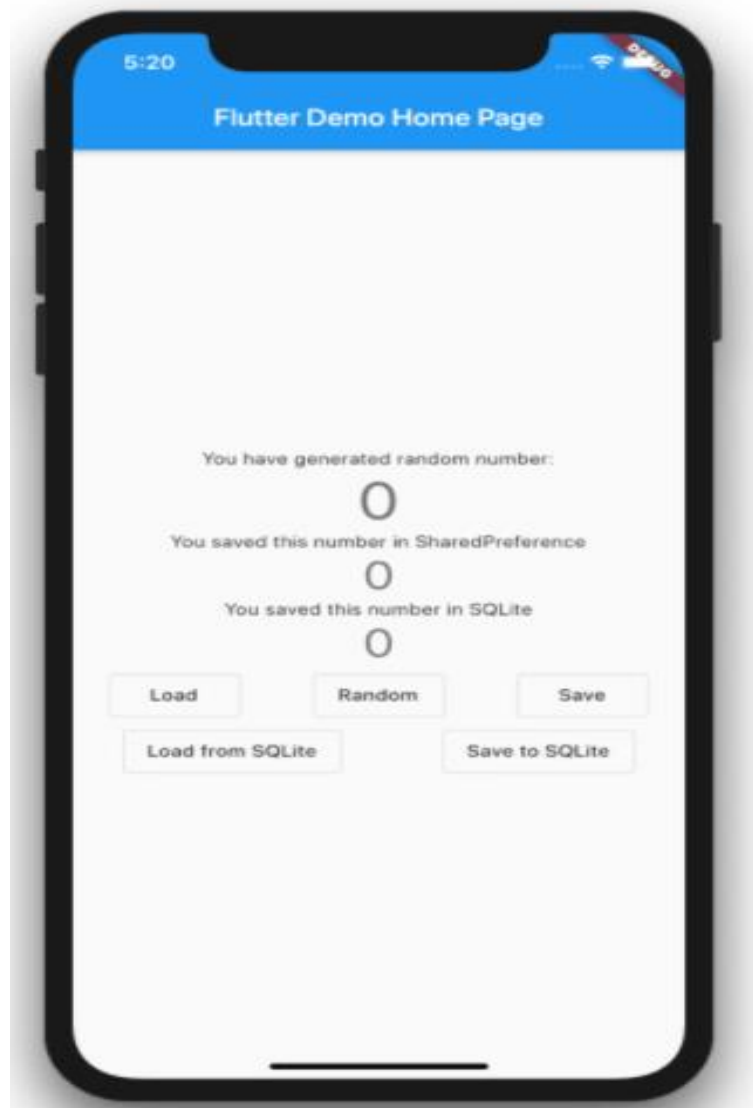 5:20
DEBUG
Flutter Demo Home Page
You have generated random number:
0
You saved this number in SharedPreference
0
You saved this number in SQLite
0
Load Random Save
Load from SQLite Save to SQLite